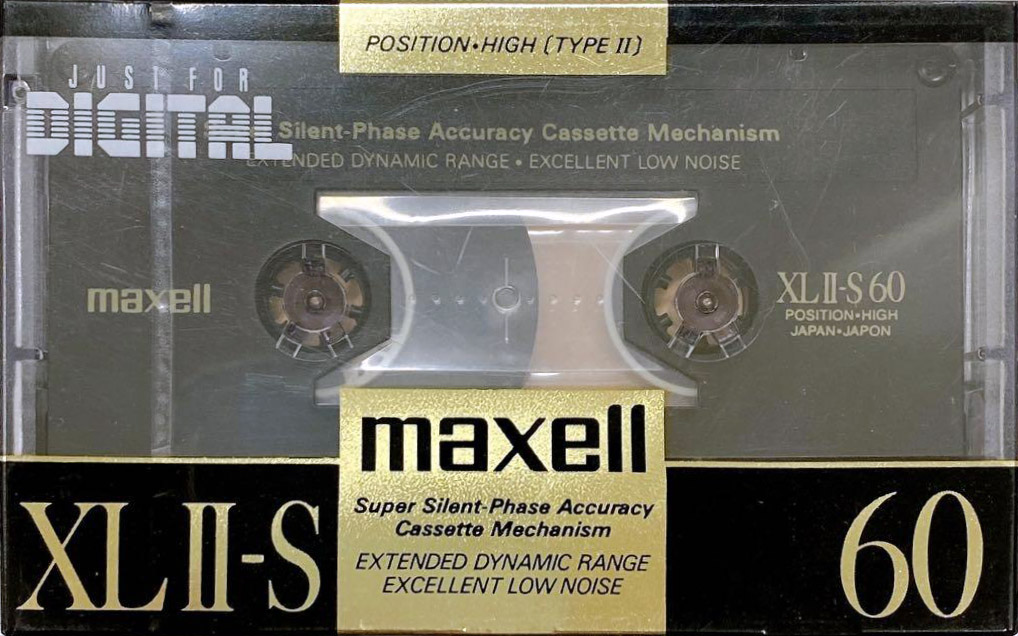 POSITION•HIGH (TYPE II)
JUST FOR
DIGITAL
Silent-Phase Accuracy Cassette Mechanism
EXTENDED DYNAMIC RANGE • EXCELLENT LOW NOISE
maxell
XL II-S 60
POSITION•HIGH
JAPAN•JAPON
maxell
Super Silent-Phase Accuracy
Cassette Mechanism
EXTENDED DYNAMIC RANGE
EXCELLENT LOW NOISE
XL II-S
60